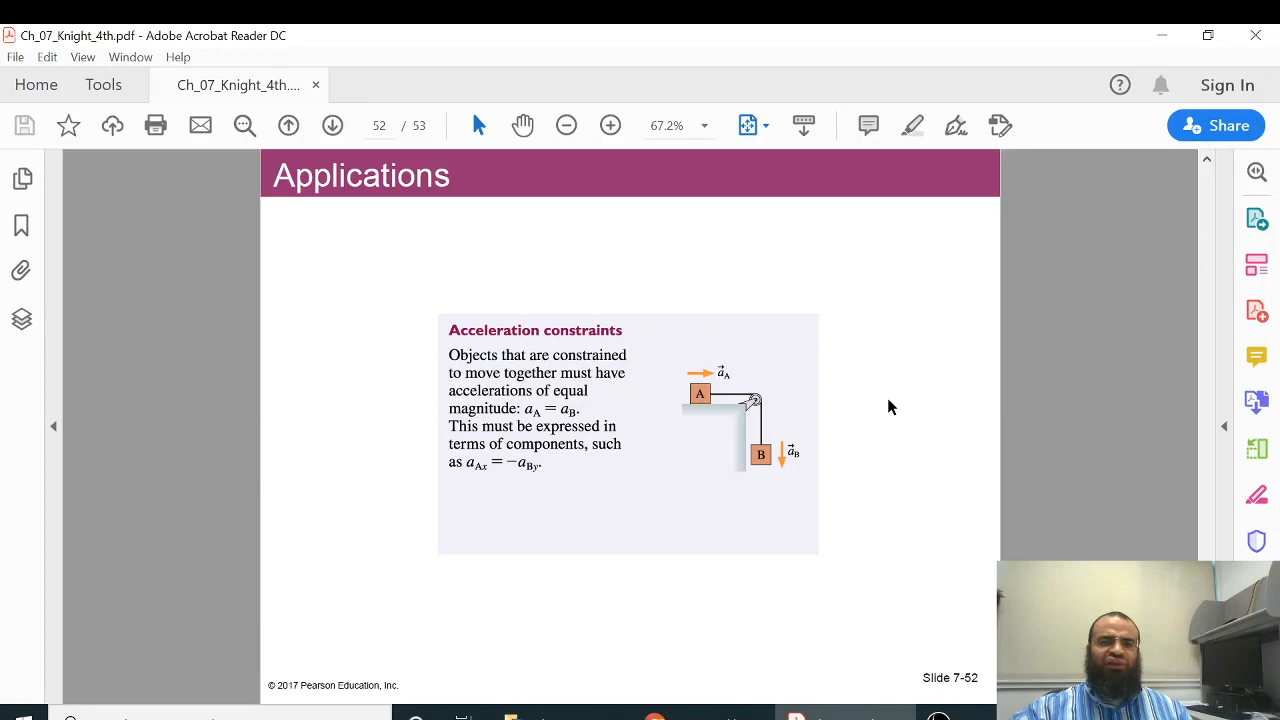 Ch_07_Knight_4th.pdf - Adobe Acrobat Reader DC
File Edit View Window Help
Home Tools Ch_07_Knight_4th.... × Sign In
52 / 53 67.2% Share
Applications
Acceleration constraints
Objects that are constrained
to move together must have
accelerations of equal
magnitude: aA = aB.
This must be expressed in
terms of components, such
as aAx = −aBy.
a⃗A
A
B
a⃗B
© 2017 Pearson Education, Inc.
Slide 7-52